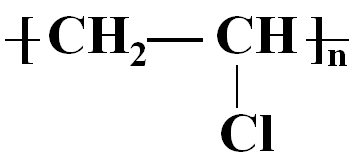 [ CH₂ — CH ]ₙ
Cl